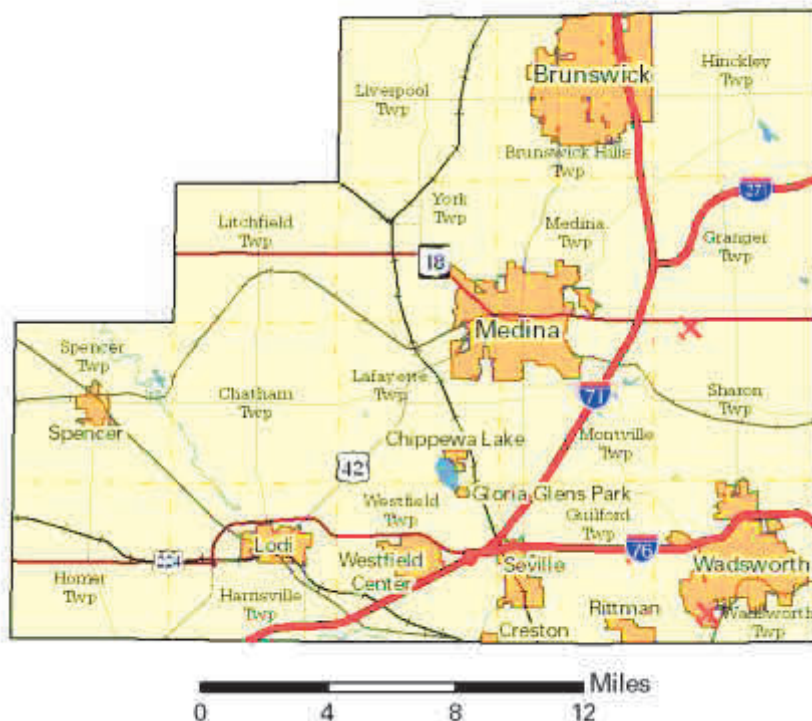 Brunswick
Hinckley
Twp
Liverpool
Twp
Brunswick Hills
Twp
271
York
Twp
Litchfield
Twp
Medina
Twp
Granger
Twp
18
Medina
Spencer
Twp
Lafayette
Twp
Chatham
Twp
Sharon
Twp
71
Spencer
Chippewa Lake
Montville
Twp
42
Gloria Glens Park
Westfield
Twp
Guilford
Twp
Lodi
76
Westfield
Center
Seville
Wadsworth
224
Homer
Twp
Harrisville
Twp
Rittman
Wadsworth
Twp
Creston
Miles
0 4 8 12